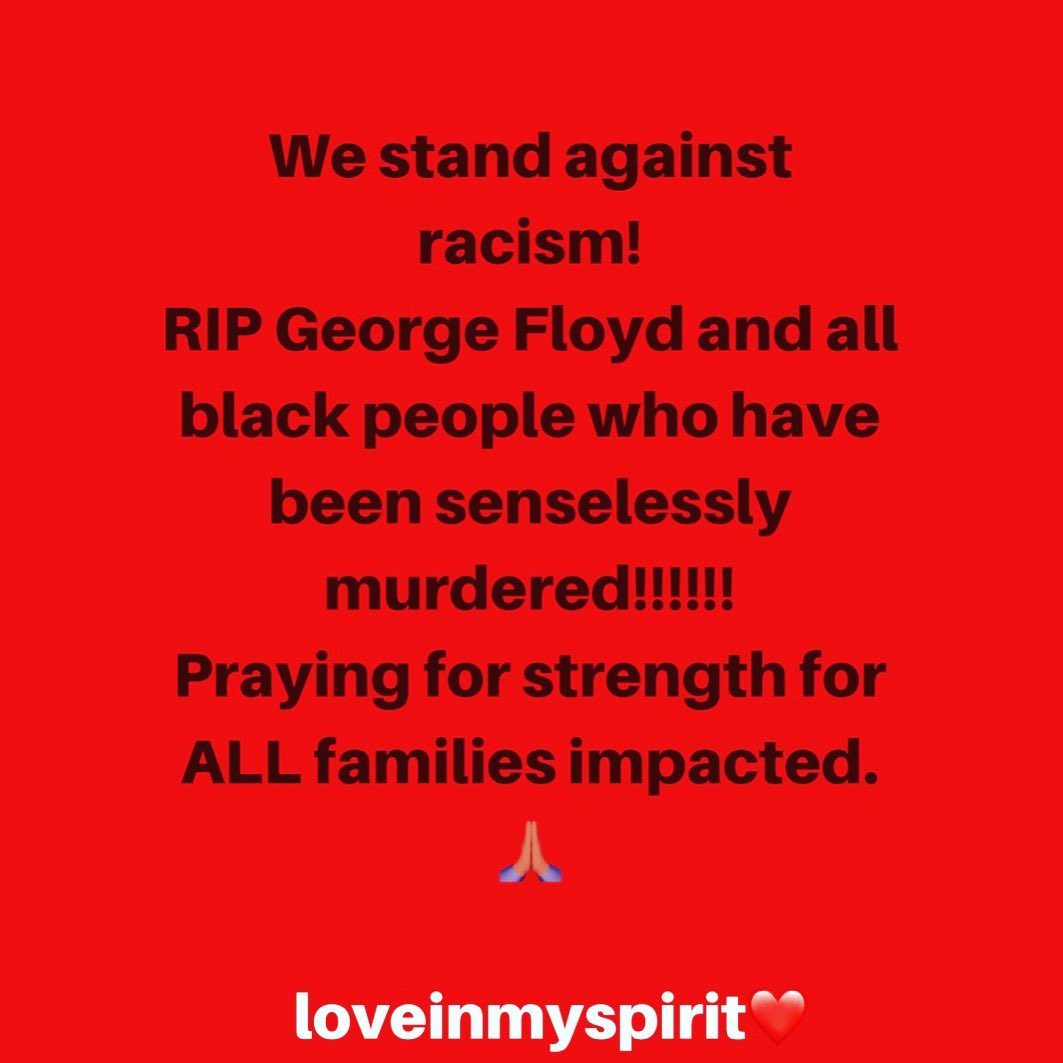 We stand against
racism!
RIP George Floyd and all
black people who have
been senselessly
murdered!!!!!!
Praying for strength for
ALL families impacted.
🙏🏽
loveinmyspirit❤️